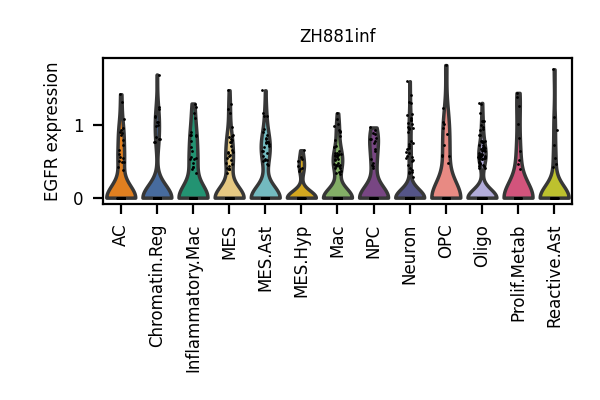 ZH881inf
EGFR expression
1
0
AC
Chromatin.Reg
Inflammatory.Mac
MES
MES.Ast
MES.Hyp
Mac
NPC
Neuron
OPC
Oligo
Prolif.Metab
Reactive.Ast